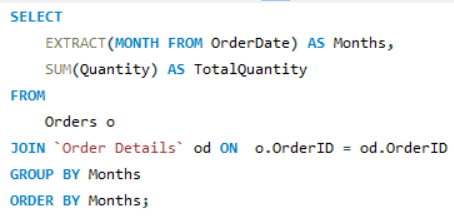 SELECT
EXTRACT(MONTH FROM OrderDate) AS Months,
SUM(Quantity) AS TotalQuantity
FROM
Orders o
JOIN `Order Details` od ON  o.OrderID = od.OrderID
GROUP BY Months
ORDER BY Months;